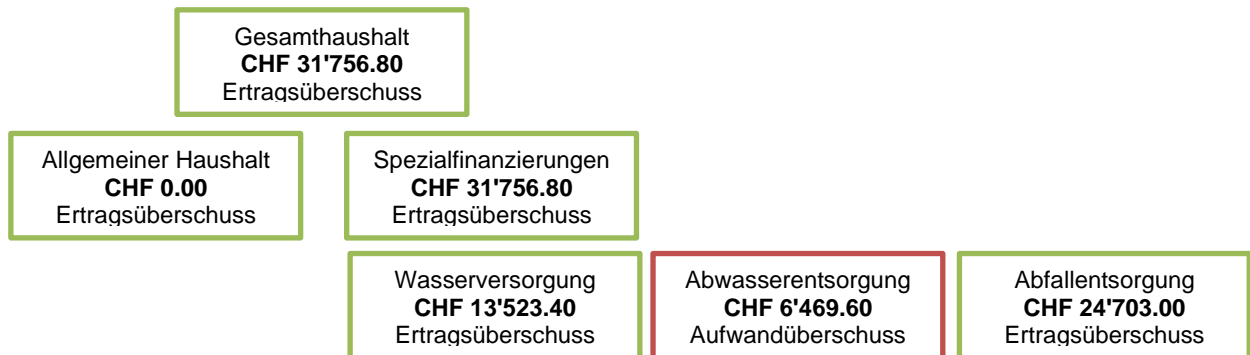 Gesamthaushalt
CHF 31'756.80
Ertragsüberschuss
Allgemeiner Haushalt
CHF 0.00
Ertragsüberschuss
Spezialfinanzierungen
CHF 31'756.80
Ertragsüberschuss
Wasserversorgung
CHF 13'523.40
Ertragsüberschuss
Abwasserentsorgung
CHF 6'469.60
Aufwandüberschuss
Abfallentsorgung
CHF 24'703.00
Ertragsüberschuss